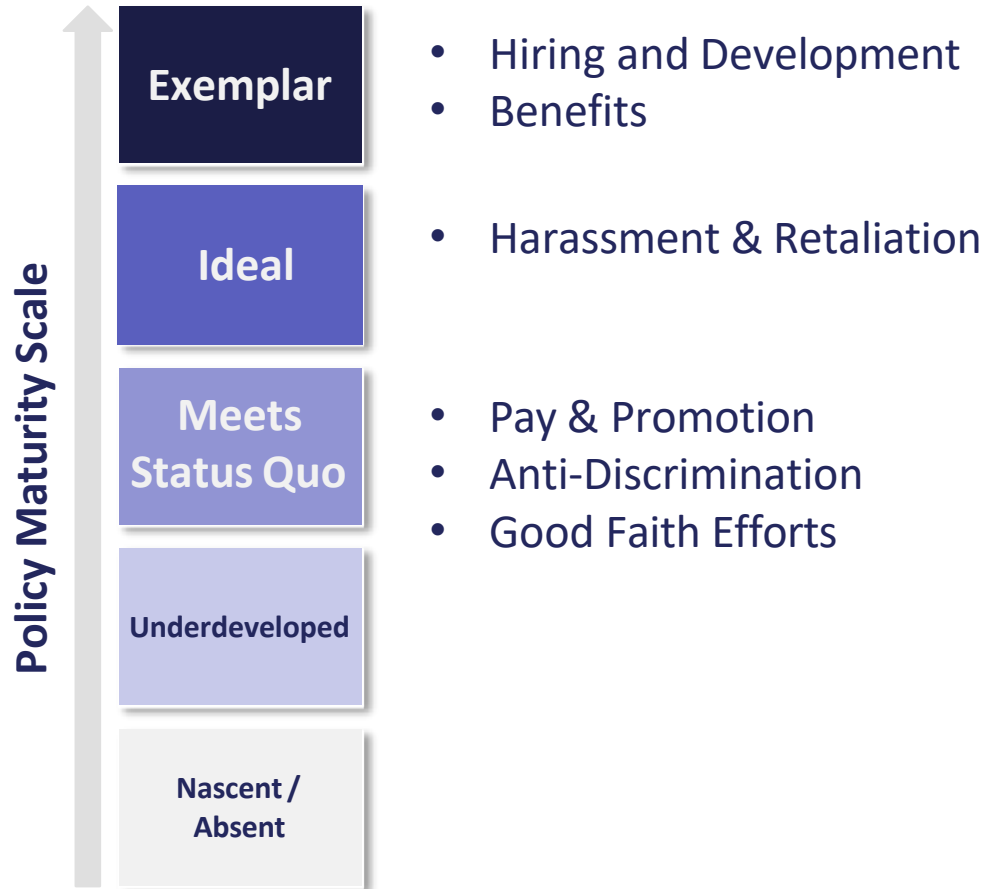 Policy Maturity Scale
Exemplar
• Hiring and Development
• Benefits
Ideal
• Harassment & Retaliation
Meets
Status Quo
• Pay & Promotion
• Anti-Discrimination
• Good Faith Efforts
Underdeveloped
Nascent /
Absent